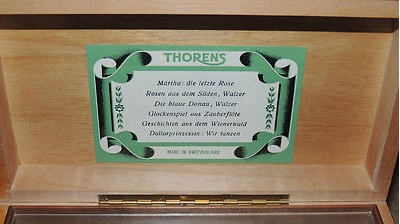 THORENS
Martha: die letzte Rose
Rosen aus dem Süden, Walzer
Die blaue Donau, Walzer
Glockenspiel aus Zauberflöte
Geschichten aus dem Wienerwald
Dollarprinzessin: Wir tanzen
MADE IN SWITZERLAND